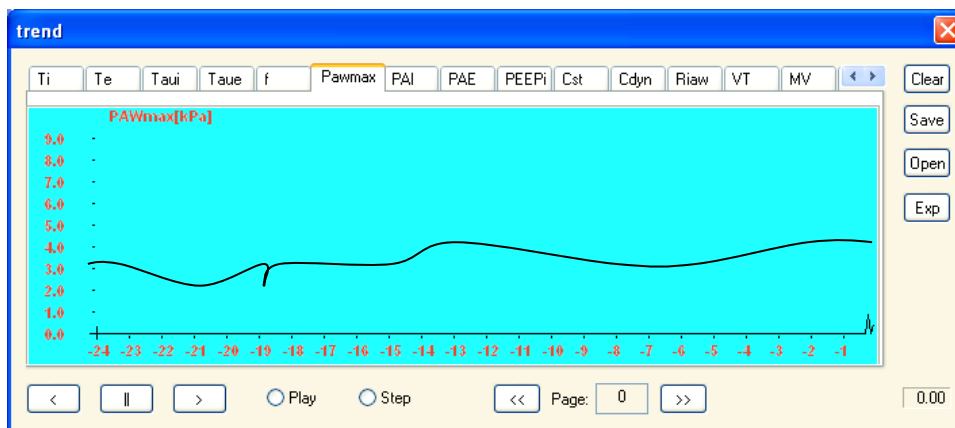 trend
Ti Te Taui Taue f Pawmax PAI PAE PEEPi Cst Cdyn Riaw VT MV
Clear
Save
Open
Exp
PAWmax[kPa]
9.0
8.0
7.0
6.0
5.0
4.0
3.0
2.0
1.0
0.0
-24 -23 -22 -21 -20 -19 -18 -17 -16 -15 -14 -13 -12 -11 -10 -9 -8 -7 -6 -5 -4 -3 -2 -1
< || > Play Step << Page: 0 >> 0.00